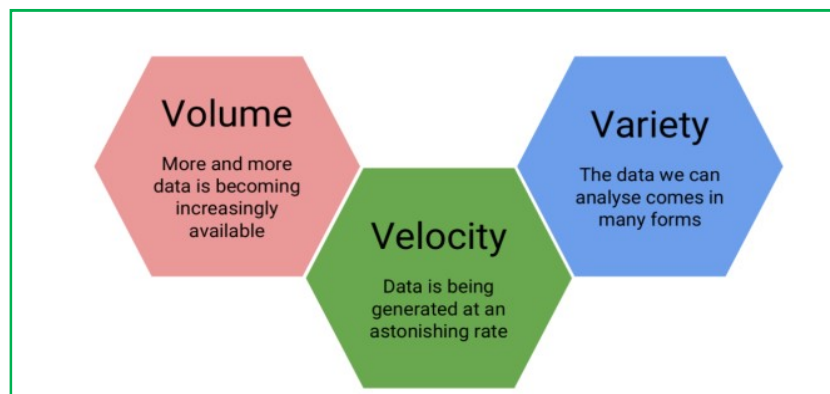 Volume
More and more
data is becoming
increasingly
available
Velocity
Data is being
generated at an
astonishing rate
Variety
The data we can
analyse comes in
many forms